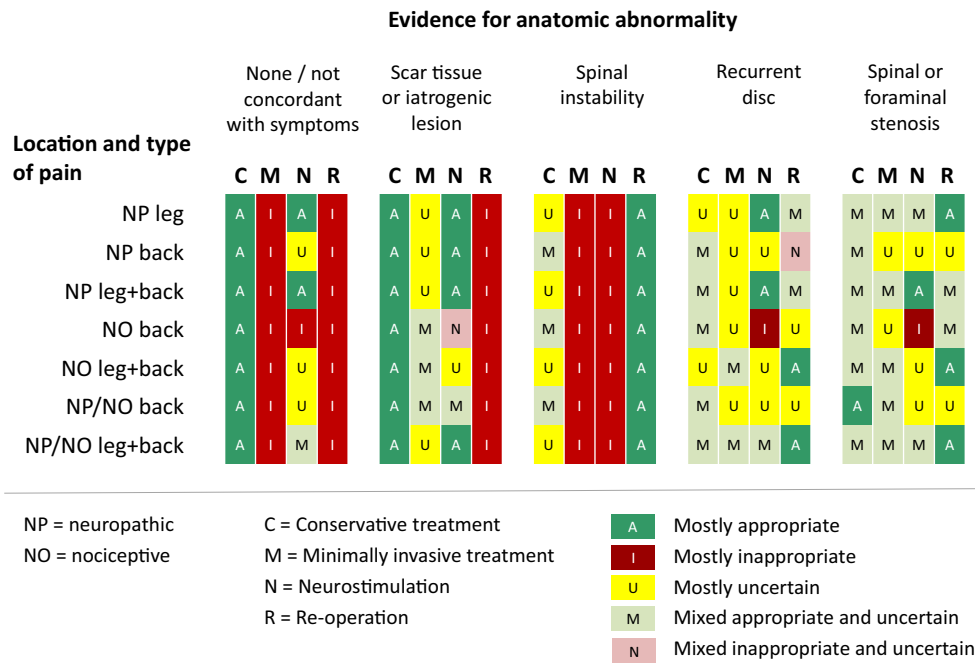 Evidence for anatomic abnormality
None / not
concordant
with symptoms
Scar tissue
or iatrogenic
lesion
Spinal
instability
Recurrent
disc
Spinal or
foraminal
stenosis
Location and type
of pain
C M N R C M N R C M N R C M N R C M N R
NP leg A I A I A U A I U I I A U U A M M M M A
NP back A I U I A U A I M I I A M U U N M U U U
NP leg+back A I A I A U A I U I I A M U A M M M A M
NO back A I I I A M N I M I I A M U I U M U I M
NO leg+back A I U I A M U I U I I A U M U A M M U A
NP/NO back A I U I A M M I M I I A M U U U A M U U
NP/NO leg+back A I M I A U A I U I I A M M M A M M M A
NP = neuropathic
NO = nociceptive
C = Conservative treatment
M = Minimally invasive treatment
N = Neurostimulation
R = Re-operation
A Mostly appropriate
I Mostly inappropriate
U Mostly uncertain
M Mixed appropriate and uncertain
N Mixed inappropriate and uncertain